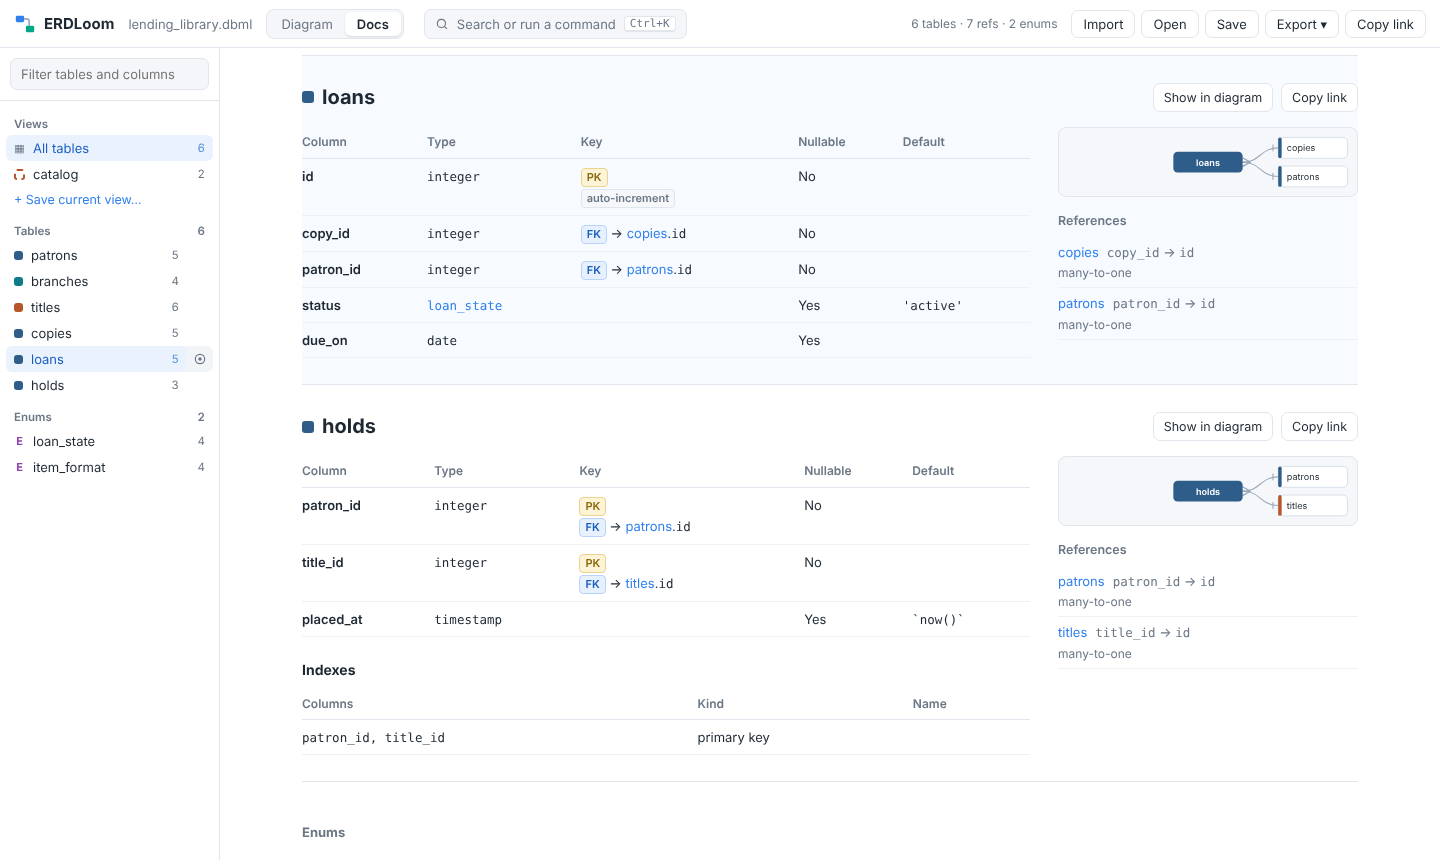 ERDLoom lending_library.dbml Diagram Docs Search or run a command Ctrl+K 6 tables · 7 refs · 2 enums Import Open Save Export ▾ Copy link
Filter tables and columns
Views
All tables 6
catalog 2
+ Save current view...
Tables 6
patrons 5
branches 4
titles 6
copies 5
loans 5
holds 3
Enums 2
E loan_state 4
E item_format 4
loans Show in diagram Copy link
Column Type Key Nullable Default
id integer PK No
auto-increment
copy_id integer FK → copies.id No
patron_id integer FK → patrons.id No
status loan_state Yes 'active'
due_on date Yes
loans copies
patrons
References
copies copy_id → id
many-to-one
patrons patron_id → id
many-to-one
holds Show in diagram Copy link
Column Type Key Nullable Default
patron_id integer PK No
FK → patrons.id
title_id integer PK No
FK → titles.id
placed_at timestamp Yes `now()`
holds patrons
titles
References
patrons patron_id → id
many-to-one
titles title_id → id
many-to-one
Indexes
Columns Kind Name
patron_id, title_id primary key
Enums